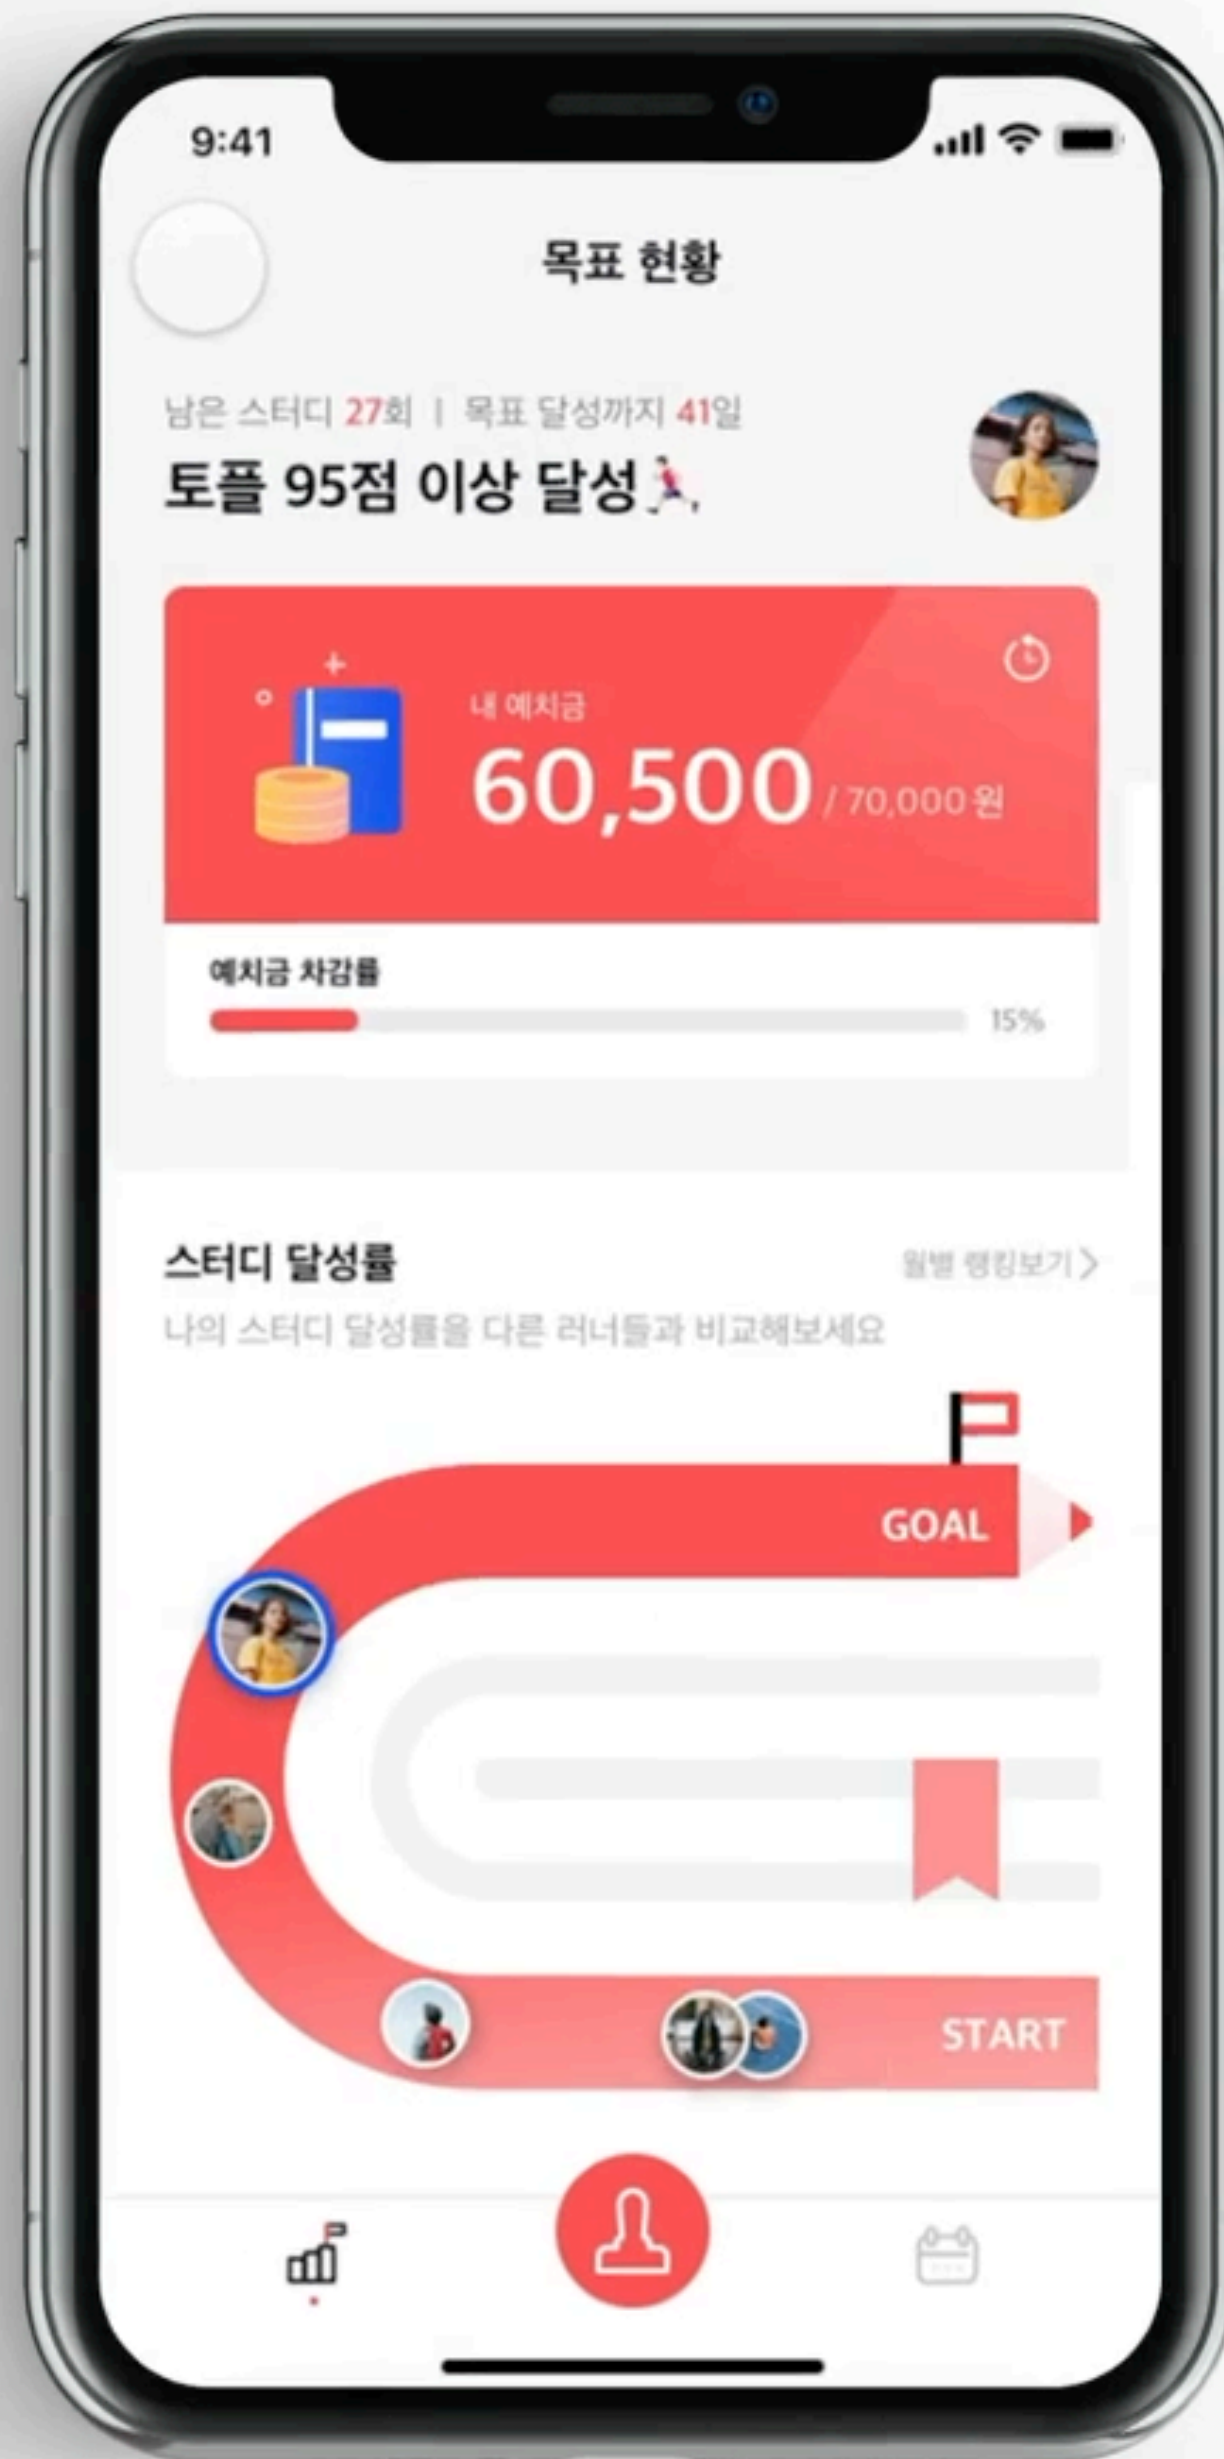 9:41
목표 현황
남은 스터디 27회 | 목표 달성까지 41일
토플 95점 이상 달성
내 예치금
60,500 / 70,000 원
예치금 차감률
15%
스터디 달성률
월별 랭킹보기
나의 스터디 달성률을 다른 러너들과 비교해보세요
GOAL
START